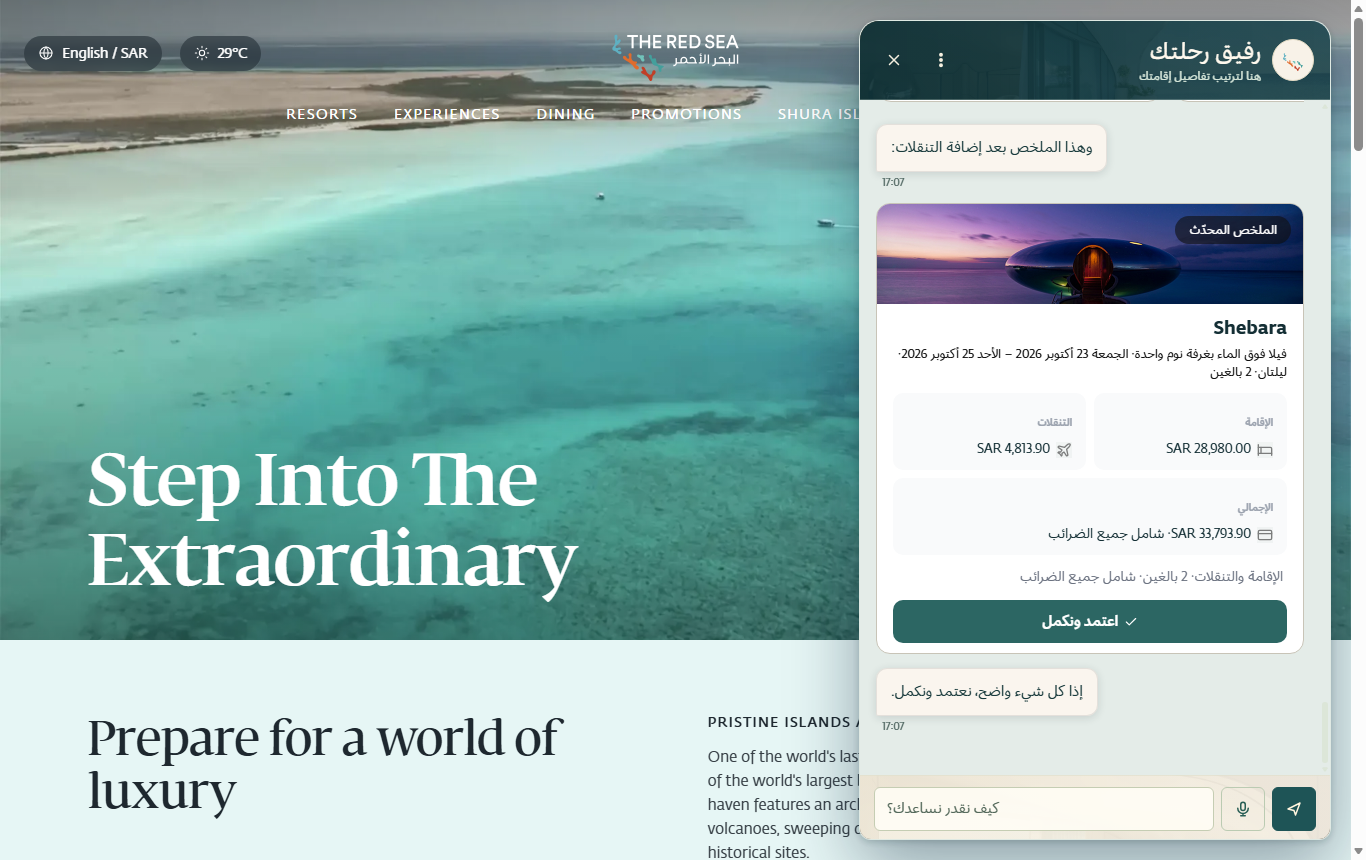 English / SAR
29°C
THE RED SEA
البحر الأحمر
RESORTS
EXPERIENCES
DINING
PROMOTIONS
SHURA ISL
Step Into The
Extraordinary
Prepare for a world of
luxury
PRISTINE ISLANDS
One of the world's las
of the world's largest
haven features an arc
volcanoes, sweeping
historical sites.
رفيق رحلتك
هنا لترتيب تفاصيل إقامتك
وهذا الملخص بعد إضافة التنقلات:
17:07
الملخص المحدّث
Shebara
فيلا فوق الماء بغرفة نوم واحدة· الجمعة 23 أكتوبر 2026 – الأحد 25 أكتوبر 2026·
ليلتان· 2 بالغين
الإقامة
SAR 28,980.00
التنقلات
SAR 4,813.90
الإجمالي
SAR 33,793.90· شامل جميع الضرائب
الإقامة والتنقلات· 2 بالغين· شامل جميع الضرائب
اعتمد ونكمل
إذا كل شيء واضح، نعتمد ونكمل.
17:07
كيف نقدر نساعدك؟